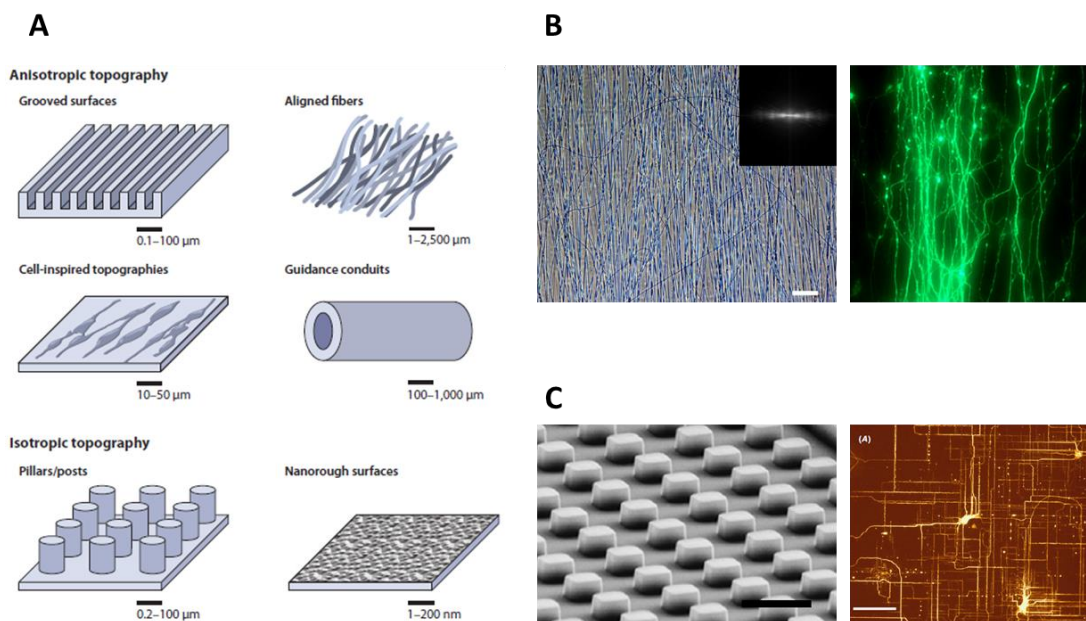 A
Anisotropic topography
Grooved surfaces
0.1–100 µm
Aligned fibers
1–2,500 µm
Cell-inspired topographies
10–50 µm
Guidance conduits
100–1,000 µm
Isotropic topography
Pillars/posts
0.2–100 µm
Nanorough surfaces
1–200 nm
B
C
(A)